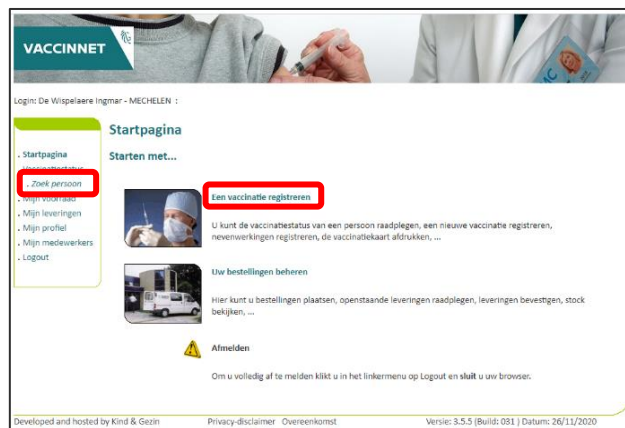 VACCINNET
MC
Login: De Wispelaere Ingmar - MECHELEN :
Startpagina
. Startpagina
. Vaccinatiestatus
. Zoek persoon
. Mijn voorraad
. Mijn leveringen
. Mijn profiel
. Mijn medewerkers
. Logout
Starten met...
Een vaccinatie registreren
U kunt de vaccinatiestatus van een persoon raadplegen, een nieuwe vaccinatie registreren,
nevenwerkingen registreren, de vaccinatiekaart afdrukken, ...
Uw bestellingen beheren
Hier kunt u bestellingen plaatsen, openstaande leveringen raadplegen, leveringen bevestigen, stock
bekijken, ...
Afmelden
Om u volledig af te melden klikt u in het linkermenu op Logout en sluit u uw browser.
Developed and hosted by Kind & Gezin
Privacy-disclaimer Overeenkomst
Versie: 3.5.5 (Build: 031 ) Datum: 26/11/2020